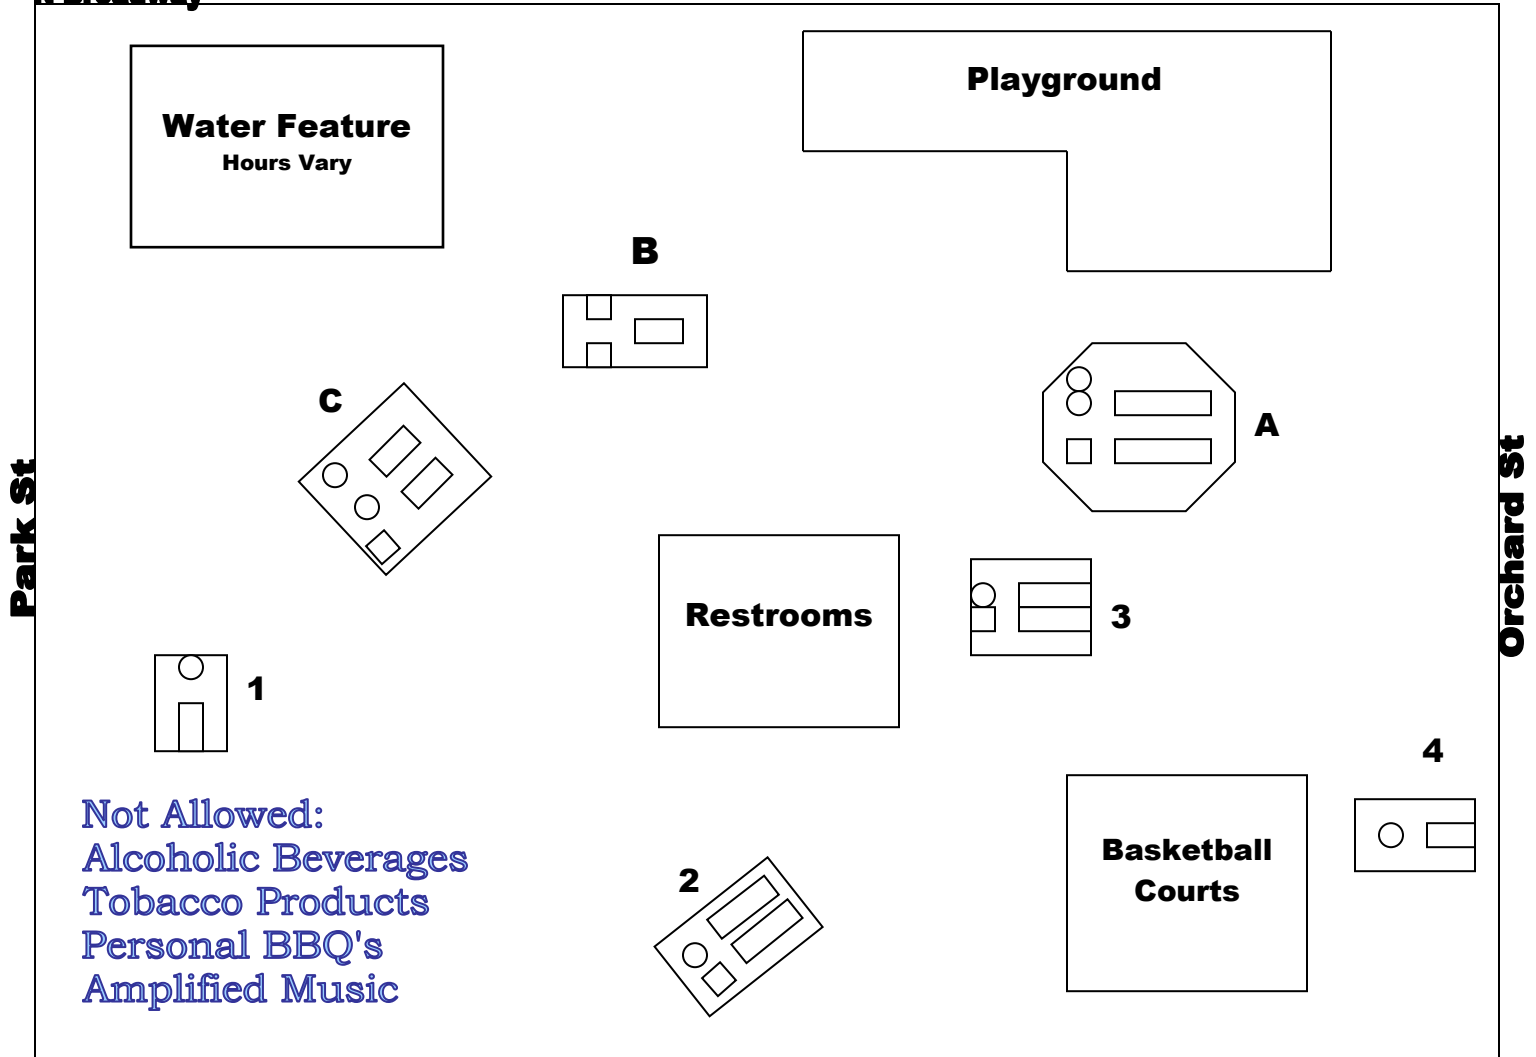 N Broadway
Playground
Water Feature
Hours Vary
B
C
A
Park St
Orchard St
Restrooms
3
1
4
Not Allowed:
Alcoholic Beverages
Tobacco Products
Personal BBQ's
Amplified Music
2
Basketball
Courts